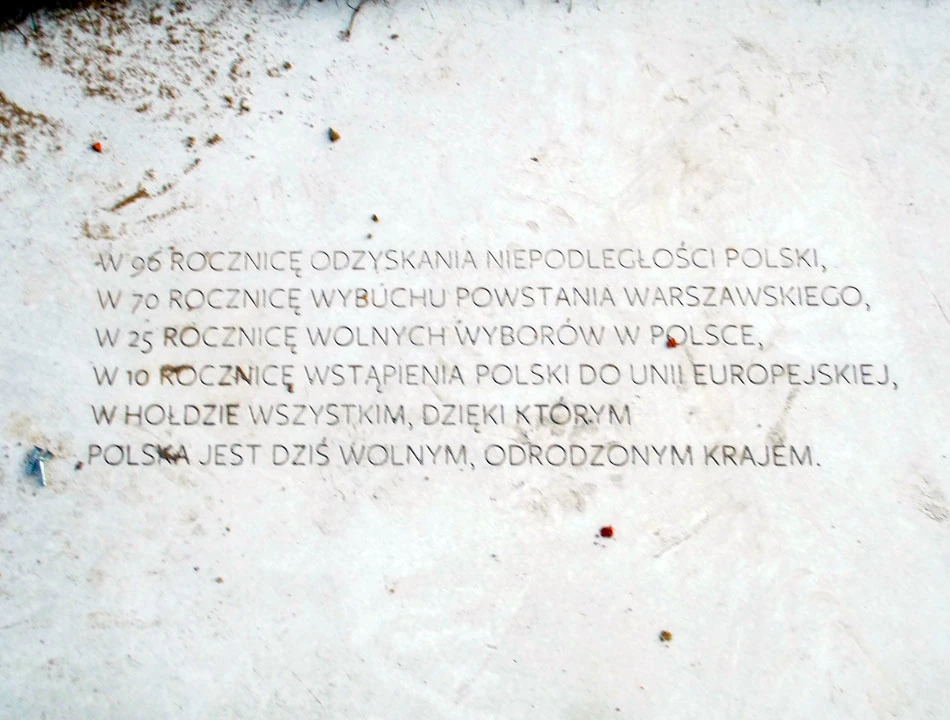 W 96 ROCZNICĘ ODZYSKANIA NIEPODLEGŁOŚCI POLSKI,
W 70 ROCZNICĘ WYBUCHU POWSTANIA WARSZAWSKIEGO,
W 25 ROCZNICĘ WOLNYCH WYBORÓW W POLSCE,
W 10 ROCZNICĘ WSTĄPIENIA POLSKI DO UNII EUROPEJSKIEJ,
W HOŁDZIE WSZYSTKIM, DZIĘKI KTÓRYM
POLSKA JEST DZIŚ WOLNYM, ODRODZONYM KRAJEM.